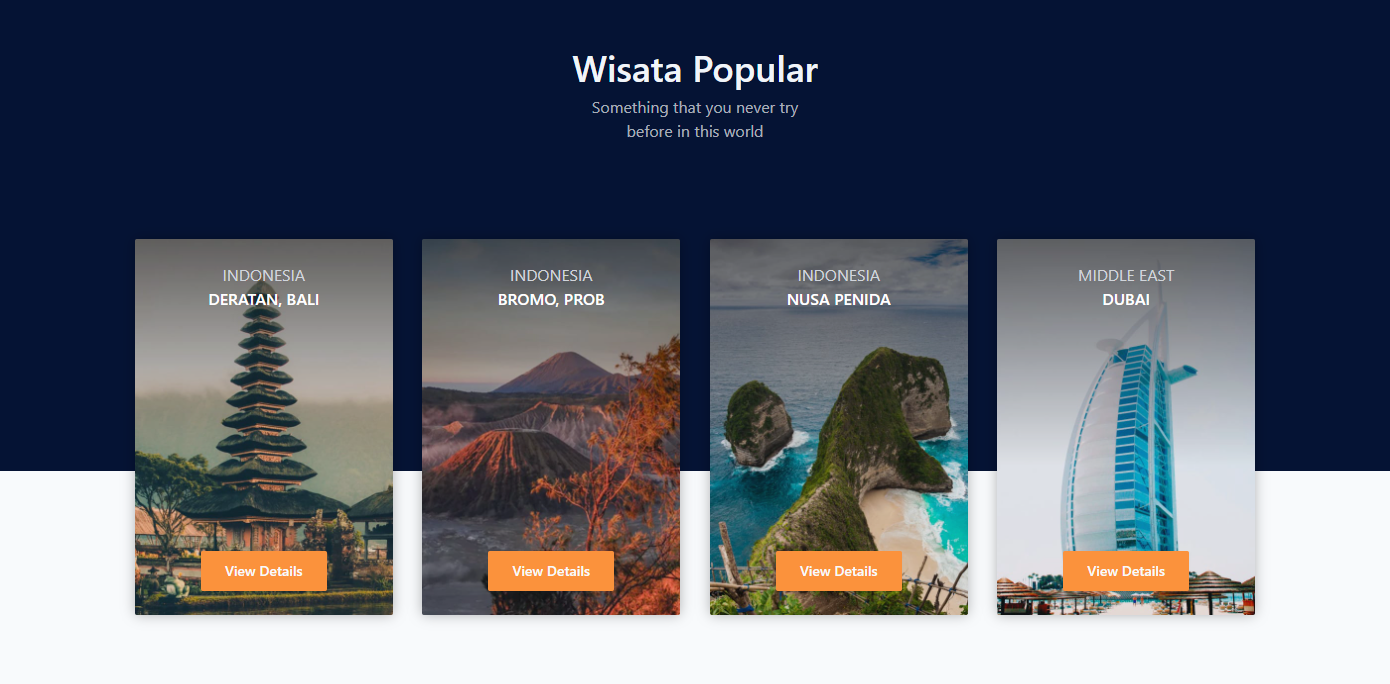 Wisata Popular
Something that you never try
before in this world
INDONESIA
DERATAN, BALI
View Details
INDONESIA
BROMO, PROB
View Details
INDONESIA
NUSA PENIDA
View Details
MIDDLE EAST
DUBAI
View Details